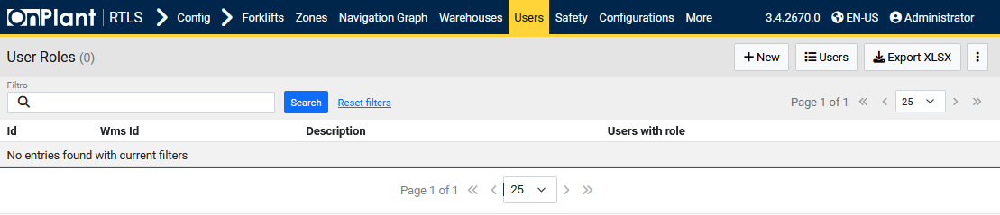 OnPlant RTLS Config Forklifts Zones Navigation Graph Warehouses Users Safety Configurations More 3.4.2670.0 EN-US Administrator
User Roles (0) New Users Export XLSX
Filtro
Search Reset filters Page 1 of 1 25
Id Wms Id Description Users with role
No entries found with current filters
Page 1 of 1 25